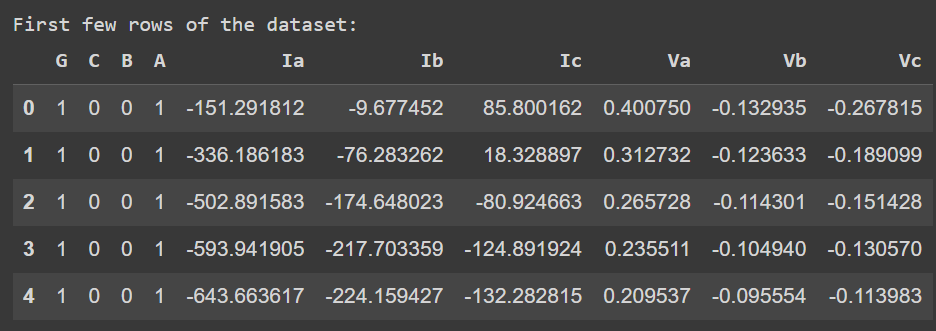 First few rows of the dataset:
G C B A Ia Ib Ic Va Vb Vc
0 1 0 0 1 -151.291812 -9.677452 85.800162 0.400750 -0.132935 -0.267815
1 1 0 0 1 -336.186183 -76.283262 18.328897 0.312732 -0.123633 -0.189099
2 1 0 0 1 -502.891583 -174.648023 -80.924663 0.265728 -0.114301 -0.151428
3 1 0 0 1 -593.941905 -217.703359 -124.891924 0.235511 -0.104940 -0.130570
4 1 0 0 1 -643.663617 -224.159427 -132.282815 0.209537 -0.095554 -0.113983